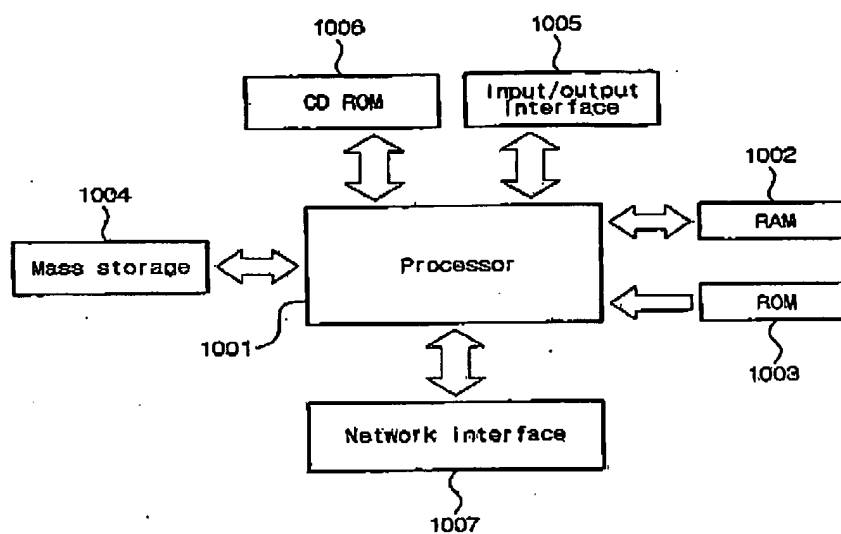 1006
1005
CD ROM
Input/output
interface
1004
1002
Mass storage
Processor
RAM
ROM
1001
1003
Network interface
1007